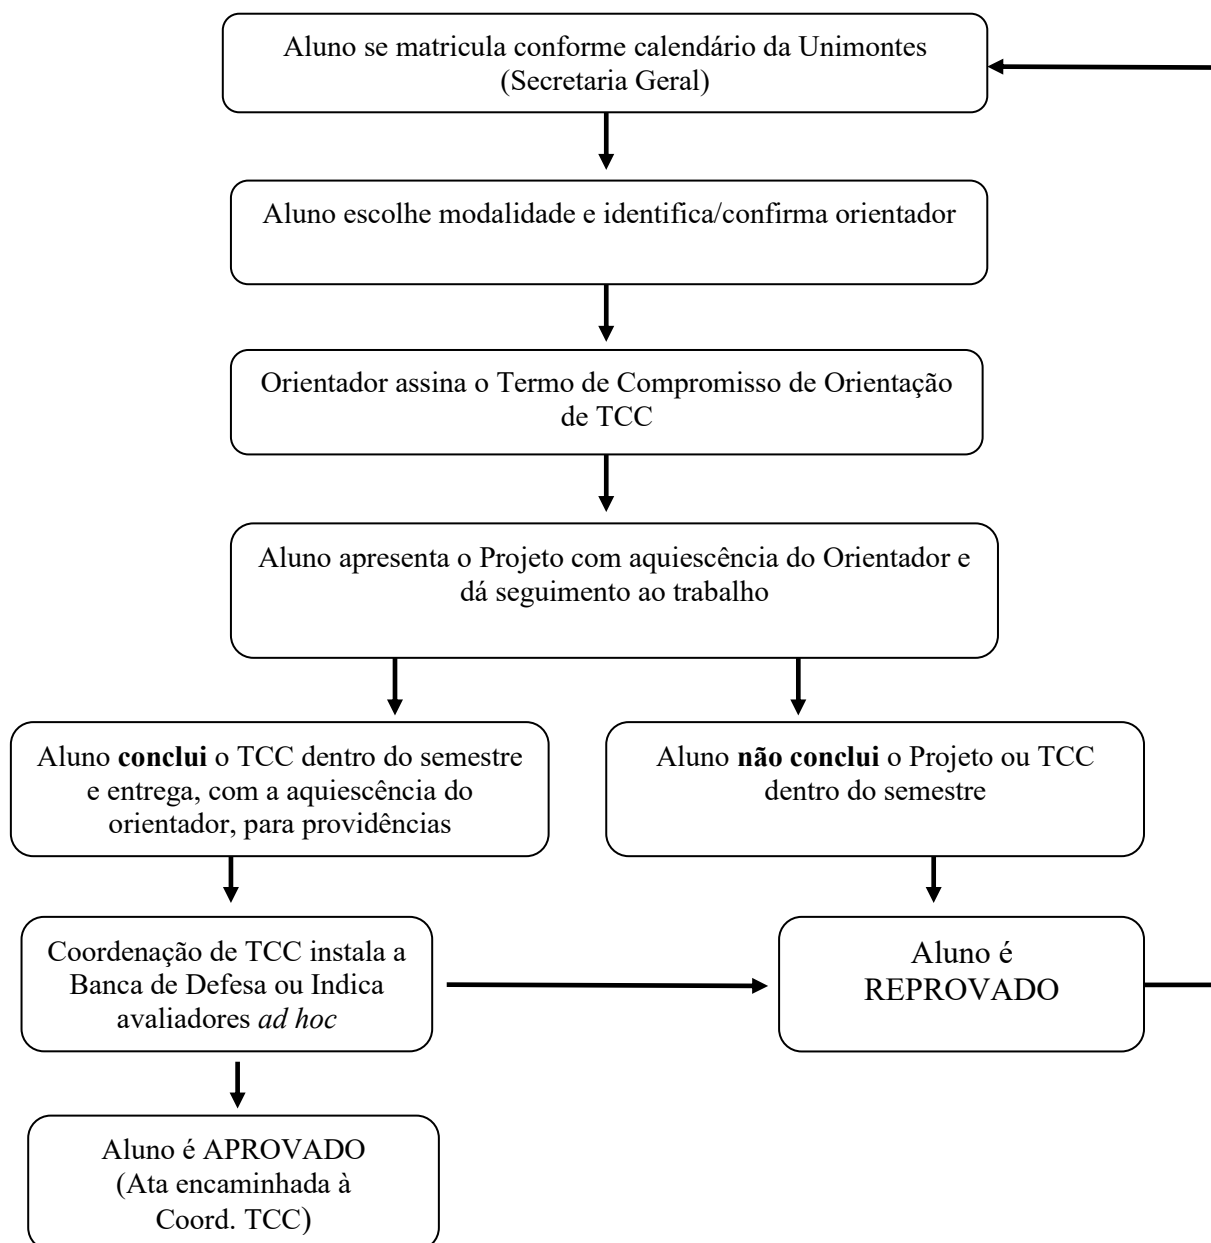 Aluno se matricula conforme calendário da Unimontes
(Secretaria Geral)
Aluno escolhe modalidade e identifica/confirma orientador
Orientador assina o Termo de Compromisso de Orientação
de TCC
Aluno apresenta o Projeto com aquiescência do Orientador e
dá seguimento ao trabalho
Aluno conclui o TCC dentro do semestre
e entrega, com a aquiescência do
orientador, para providências
Aluno não conclui o Projeto ou TCC
dentro do semestre
Coordenação de TCC instala a
Banca de Defesa ou Indica
avaliadores ad hoc
Aluno é
REPROVADO
Aluno é APROVADO
(Ata encaminhada à
Coord. TCC)